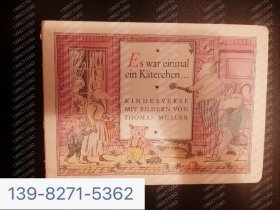 Es war einmal
ein Käterchen...
KINDERVERSE
MIT BILDERN VON
THOMAS MÜLLER
139-8271-5362